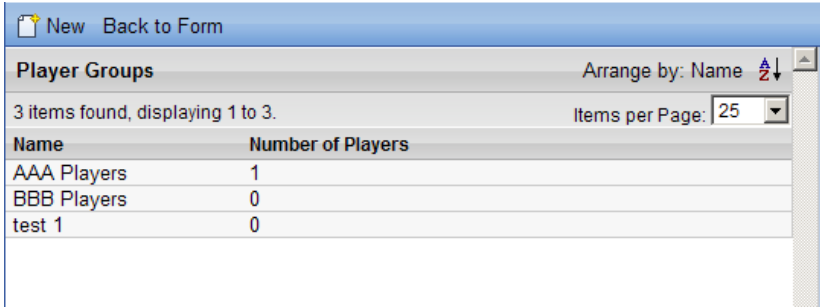 New Back to Form
Player Groups Arrange by: Name AZ
3 items found, displaying 1 to 3. Items per Page: 25
Name Number of Players
AAA Players 1
BBB Players 0
test 1 0